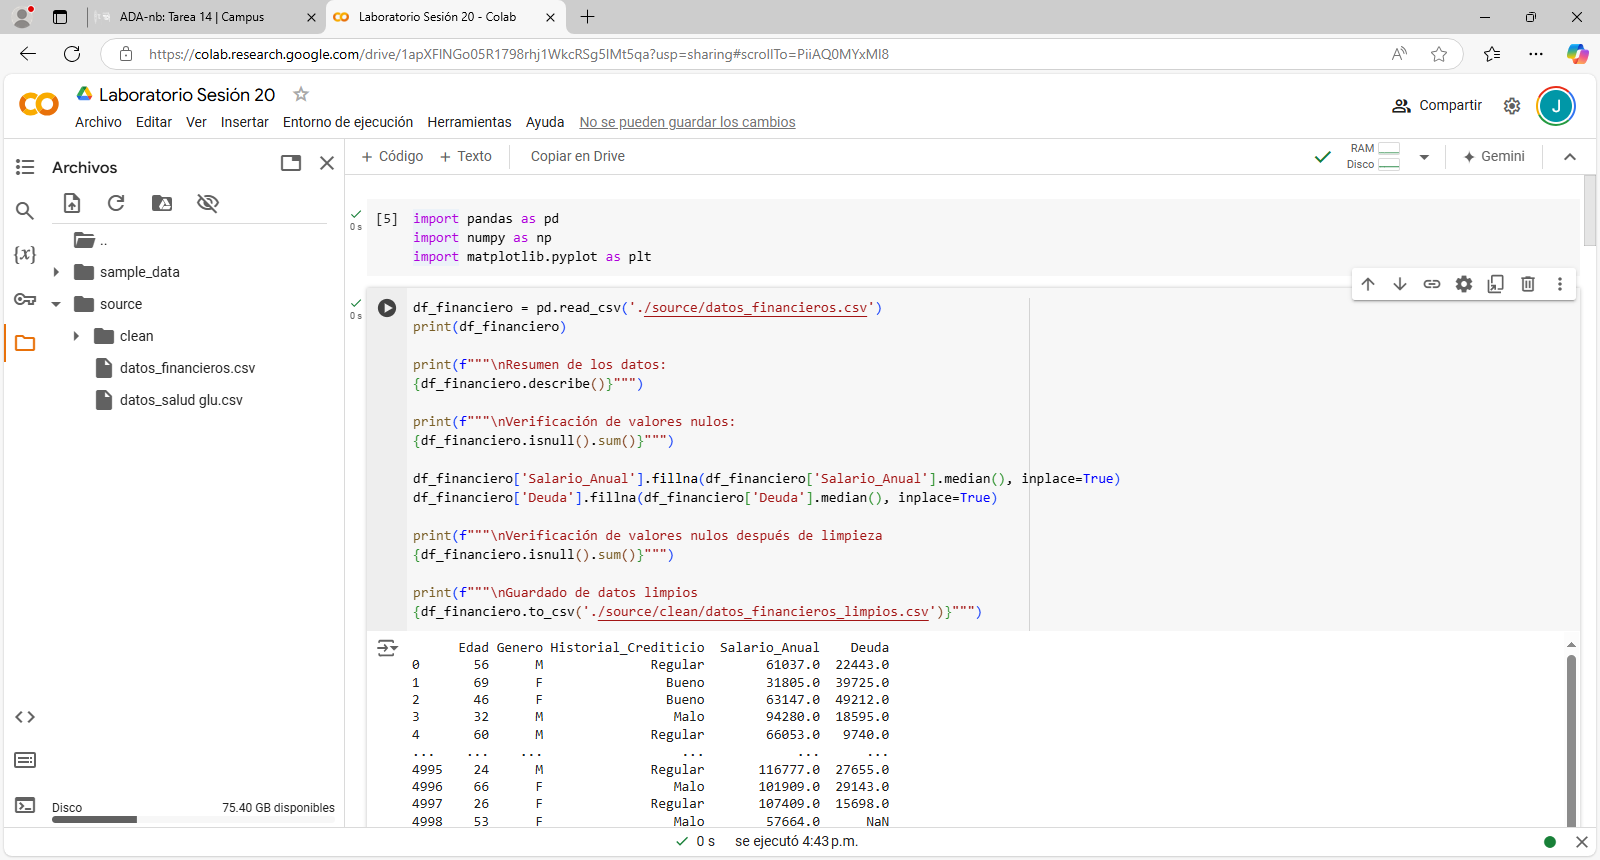 ADA-nb: Tarea 14 | Campus
Laboratorio Sesión 20 - Colab
https://colab.research.google.com/drive/1apXFlNGo05R1798rhj1WkcRSg5lMt5qa?usp=sharing#scrollTo=PiiAQ0MYxMI8
Laboratorio Sesión 20
Archivo Editar Ver Insertar Entorno de ejecución Herramientas Ayuda No se pueden guardar los cambios
Compartir
J
Archivos
+ Código + Texto Copiar en Drive
RAM
Disco
Gemini
..
sample_data
source
clean
datos_financieros.csv
datos_salud glu.csv
Disco 75.40 GB disponibles
0 s
[5] import pandas as pd
import numpy as np
import matplotlib.pyplot as plt
0 s
df_financiero = pd.read_csv('./source/datos_financieros.csv')
print(df_financiero)
print(f"""\nResumen de los datos:
{df_financiero.describe()}""")
print(f"""\nVerificación de valores nulos:
{df_financiero.isnull().sum()}""")
df_financiero['Salario_Anual'].fillna(df_financiero['Salario_Anual'].median(), inplace=True)
df_financiero['Deuda'].fillna(df_financiero['Deuda'].median(), inplace=True)
print(f"""\nVerificación de valores nulos después de limpieza
{df_financiero.isnull().sum()}""")
print(f"""\nGuardado de datos limpios
{df_financiero.to_csv('./source/clean/datos_financieros_limpios.csv')}""")
Edad Genero Historial_Crediticio Salario_Anual Deuda
0 56 M Regular 61037.0 22443.0
1 69 F Bueno 31805.0 39725.0
2 46 F Bueno 63147.0 49212.0
3 32 M Malo 94280.0 18595.0
4 60 M Regular 66053.0 9740.0
... ... ... ... ... ...
4995 24 M Regular 116777.0 27655.0
4996 66 F Malo 101909.0 29143.0
4997 26 F Regular 107409.0 15698.0
4998 53 F Malo 57664.0 NaN
0 s se ejecutó 4:43 p.m.